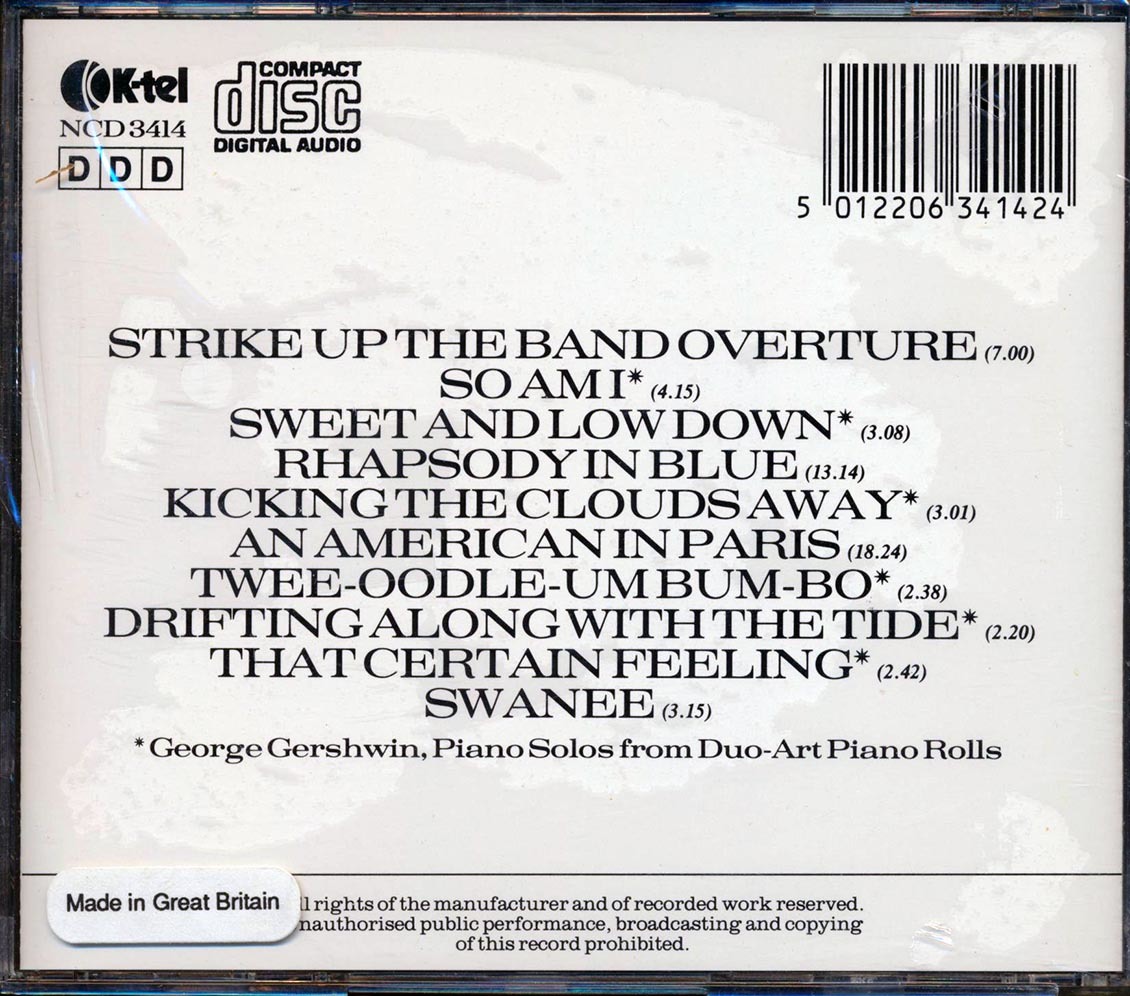 K-tel
NCD 3414
DDD
COMPACT
disc
DIGITAL AUDIO
5 012206 341424
STRIKE UP THE BAND OVERTURE (7.00)
SO AM I* (4.15)
SWEET AND LOW DOWN* (3.08)
RHAPSODY IN BLUE (13.14)
KICKING THE CLOUDS AWAY* (3.01)
AN AMERICAN IN PARIS (18.24)
TWEE-OODLE-UM BUM-BO* (2.38)
DRIFTING ALONG WITH THE TIDE* (2.20)
THAT CERTAIN FEELING* (2.42)
SWANEE (3.15)
*George Gershwin, Piano Solos from Duo-Art Piano Rolls
Made in Great Britain
rights of the manufacturer and of recorded work reserved.
public performance, broadcasting and copying
of this record prohibited.